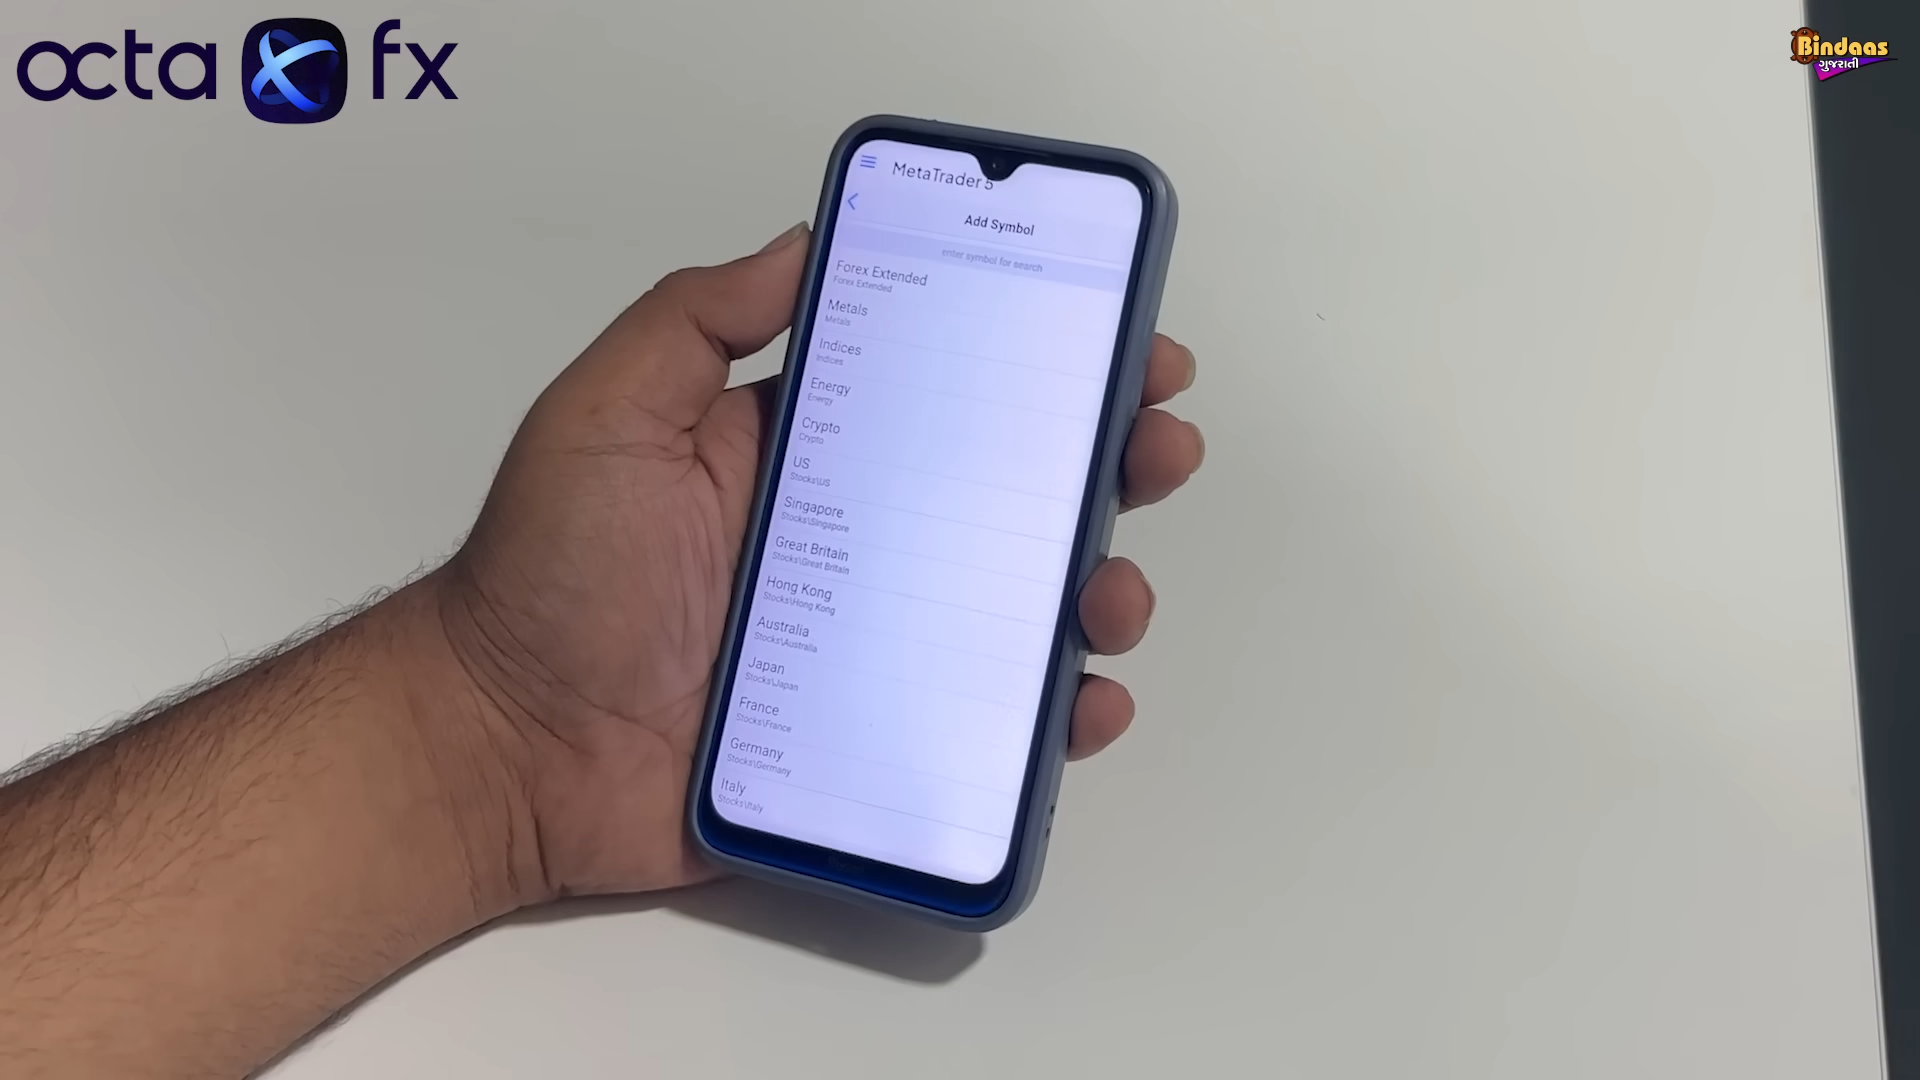 octa fx
Bindaas
ગુજરાતી
MetaTrader 5
Add Symbol
enter symbol for search
Forex Extended
Forex Extended
Metals
Metals
Indices
Indices
Energy
Energy
Crypto
Crypto
US
Stocks\US
Singapore
Stocks\Singapore
Great Britain
Stocks\Great Britain
Hong Kong
Stocks\Hong Kong
Australia
Stocks\Australia
Japan
Stocks\Japan
France
Stocks\France
Germany
Stocks\Germany
Italy
Stocks\Italy